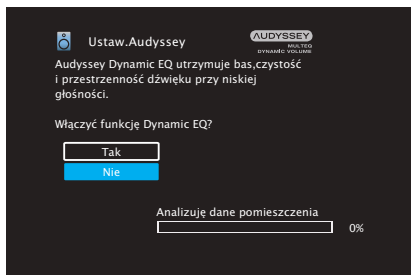 Ustaw.Audyssey
AUDYSSEY
MULTEQ
DYNAMIC VOLUME
Audyssey Dynamic EQ utrzymuje bas,czystość
i przestrzenność dźwięku przy niskiej
głośności.
Włączyć funkcję Dynamic EQ?
Tak
Nie
Analizuję dane pomieszczenia
0%